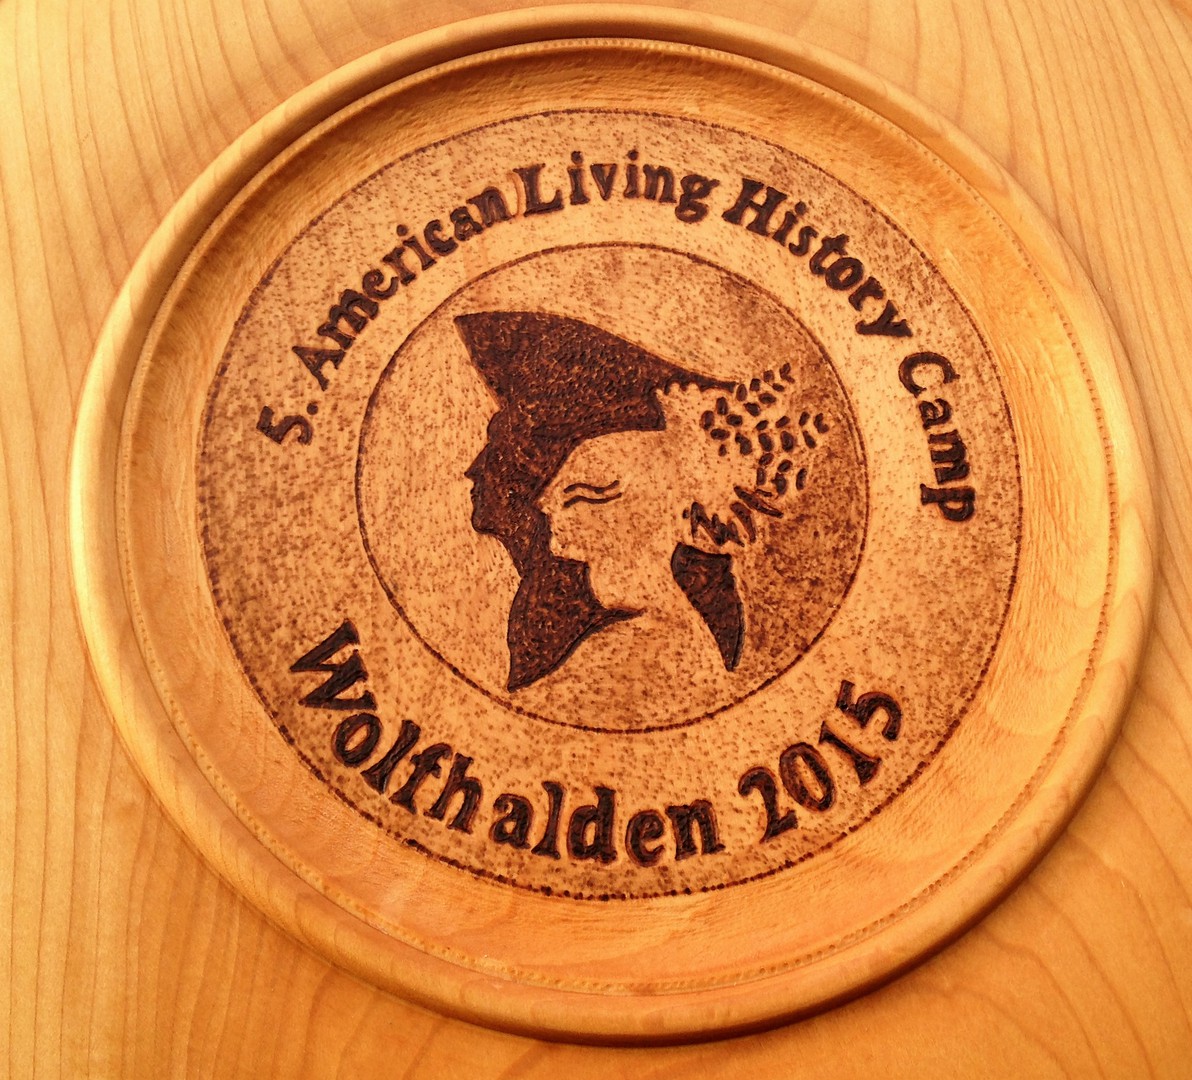 5. American Living History Camp
Wolfhalden 2015